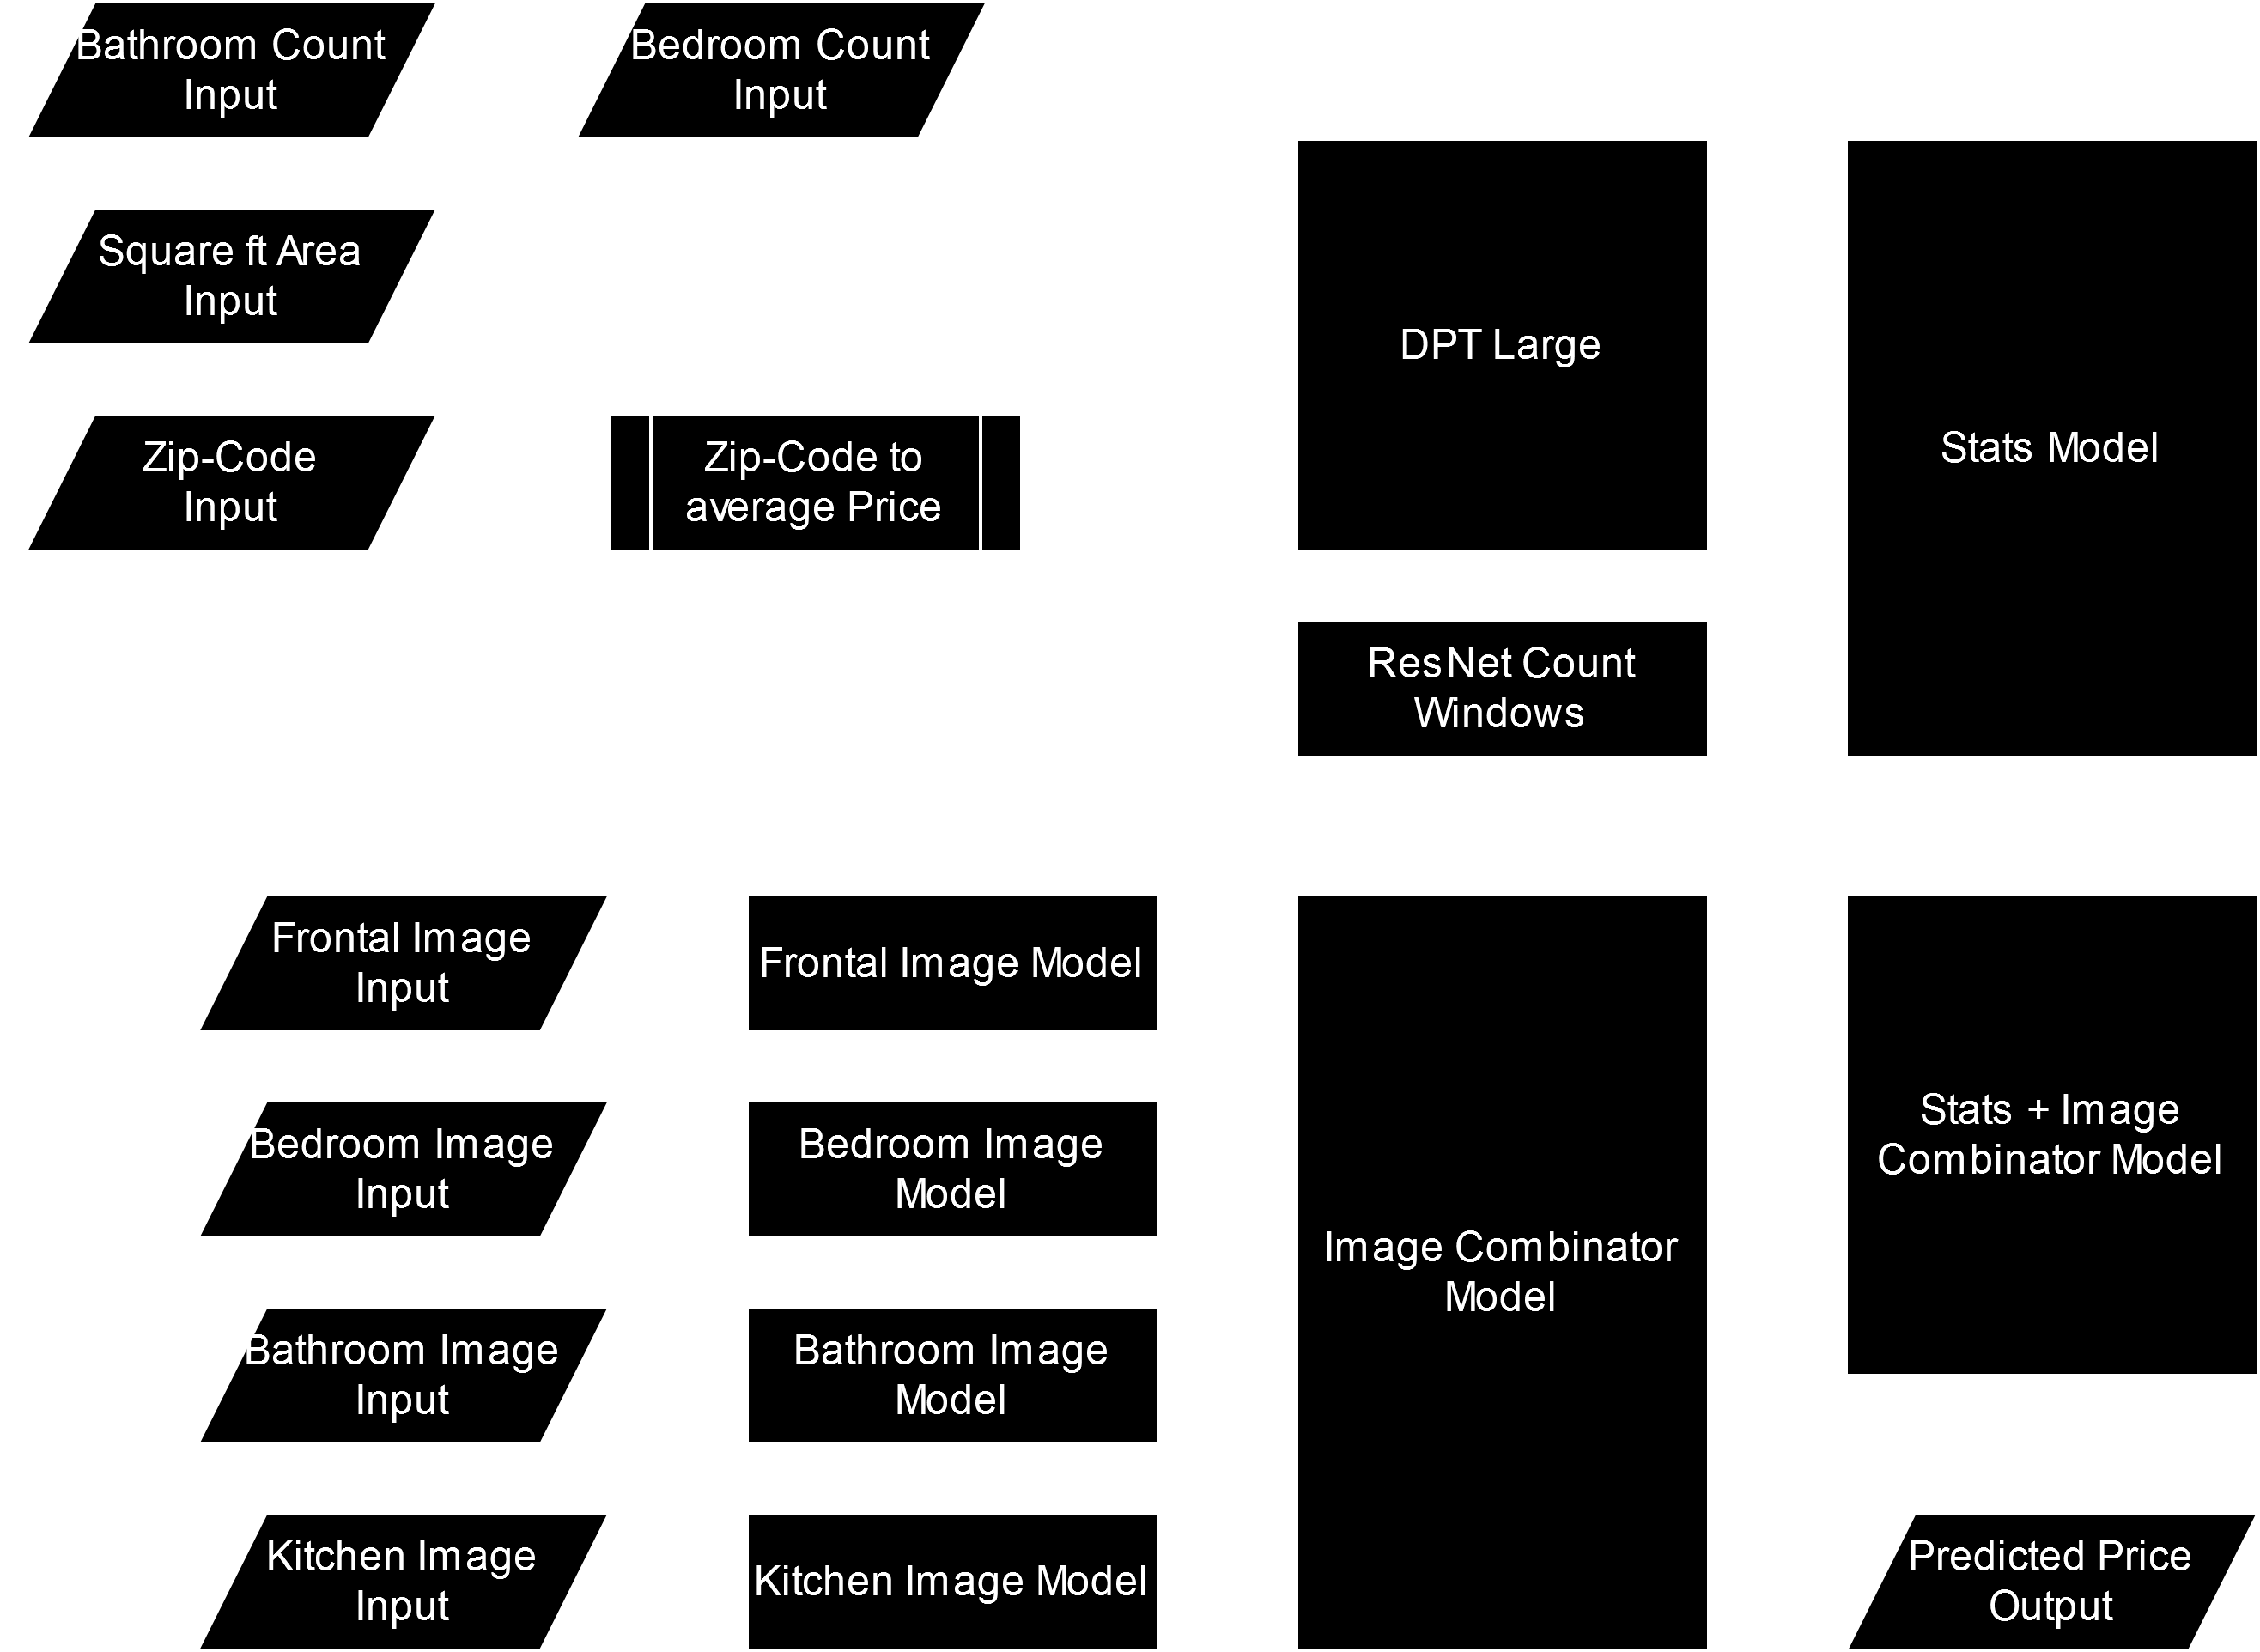 Bathroom Count
Input
Bedroom Count
Input
Square ft Area
Input
Zip-Code
Input
Zip-Code to
average Price
DPT Large
Stats Model
ResNet Count
Windows
Frontal Image
Input
Frontal Image Model
Bedroom Image
Input
Bedroom Image
Model
Bathroom Image
Input
Bathroom Image
Model
Kitchen Image
Input
Kitchen Image Model
Image Combinator
Model
Stats + Image
Combinator Model
Predicted Price
Output